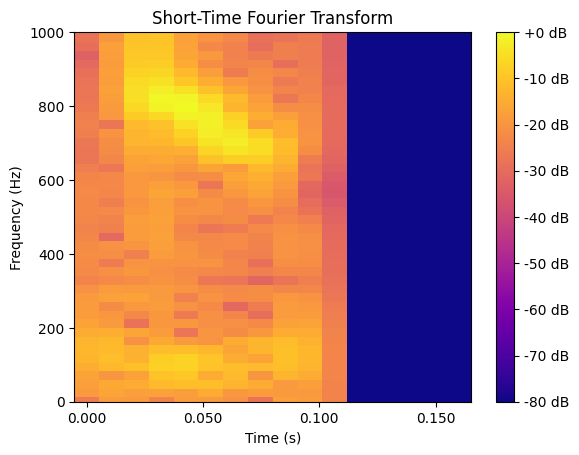 Short-Time Fourier Transform
1000
800
600
400
200
0
Frequency (Hz)
0.000
0.050
0.100
0.150
Time (s)
+0 dB
-10 dB
-20 dB
-30 dB
-40 dB
-50 dB
-60 dB
-70 dB
-80 dB